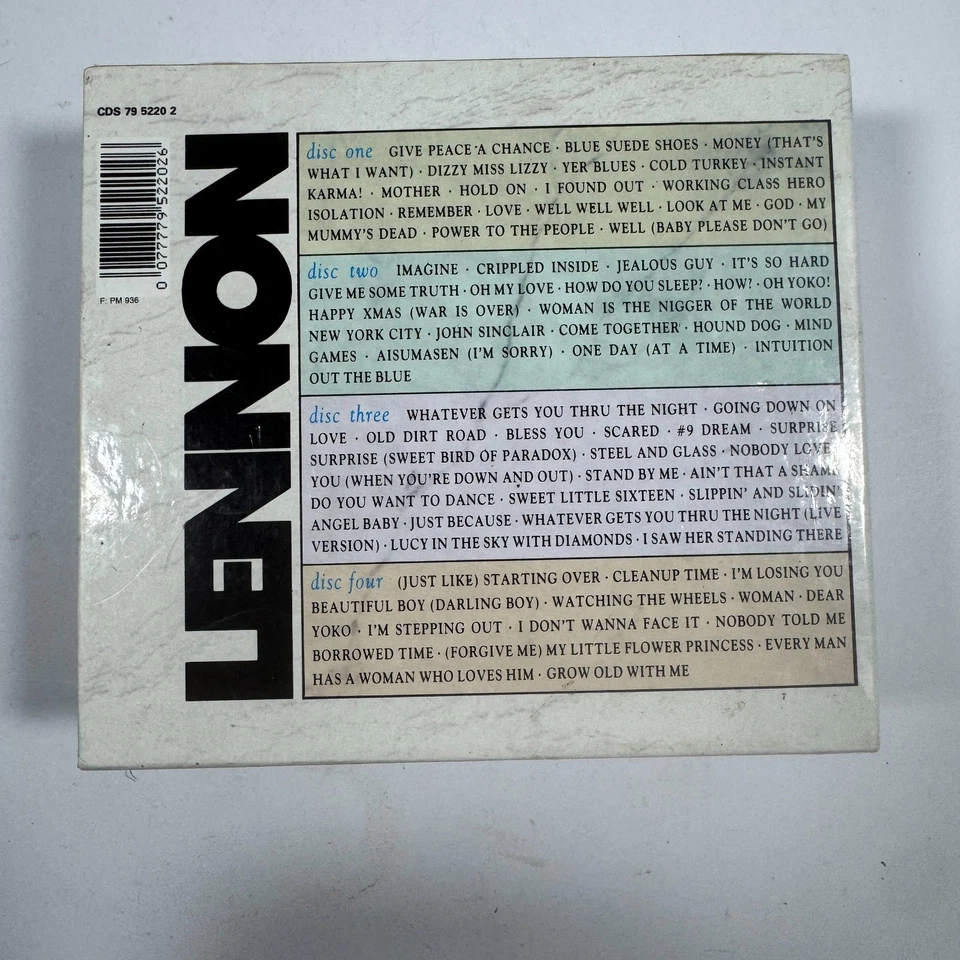 CDS 79 5220 2
0 077779 522026
F: PM 936
LENNON
disc one GIVE PEACE A CHANCE · BLUE SUEDE SHOES · MONEY (THAT'S
WHAT I WANT) · DIZZY MISS LIZZY · YER BLUES · COLD TURKEY · INSTANT
KARMA! · MOTHER · HOLD ON · I FOUND OUT · WORKING CLASS HERO
ISOLATION · REMEMBER · LOVE · WELL WELL WELL · LOOK AT ME · GOD · MY
MUMMY'S DEAD · POWER TO THE PEOPLE · WELL (BABY PLEASE DON'T GO)
disc two IMAGINE · CRIPPLED INSIDE · JEALOUS GUY · IT'S SO HARD
GIVE ME SOME TRUTH · OH MY LOVE · HOW DO YOU SLEEP? · HOW? · OH YOKO!
HAPPY XMAS (WAR IS OVER) · WOMAN IS THE NIGGER OF THE WORLD
NEW YORK CITY · JOHN SINCLAIR · COME TOGETHER · HOUND DOG · MIND
GAMES · AISUMASEN (I'M SORRY) · ONE DAY (AT A TIME) · INTUITION
OUT THE BLUE
disc three WHATEVER GETS YOU THRU THE NIGHT · GOING DOWN ON
LOVE · OLD DIRT ROAD · BLESS YOU · SCARED · #9 DREAM · SURPRISE
SURPRISE (SWEET BIRD OF PARADOX) · STEEL AND GLASS · NOBODY LOVES
YOU (WHEN YOU'RE DOWN AND OUT) · STAND BY ME · AIN'T THAT A SHAME
DO YOU WANT TO DANCE · SWEET LITTLE SIXTEEN · SLIPPIN' AND SLIDIN'
ANGEL BABY · JUST BECAUSE · WHATEVER GETS YOU THRU THE NIGHT (LIVE
VERSION) · LUCY IN THE SKY WITH DIAMONDS · I SAW HER STANDING THERE
disc four (JUST LIKE) STARTING OVER · CLEANUP TIME · I'M LOSING YOU
BEAUTIFUL BOY (DARLING BOY) · WATCHING THE WHEELS · WOMAN · DEAR
YOKO · I'M STEPPING OUT · I DON'T WANNA FACE IT · NOBODY TOLD ME
BORROWED TIME · (FORGIVE ME) MY LITTLE FLOWER PRINCESS · EVERY MAN
HAS A WOMAN WHO LOVES HIM · GROW OLD WITH ME